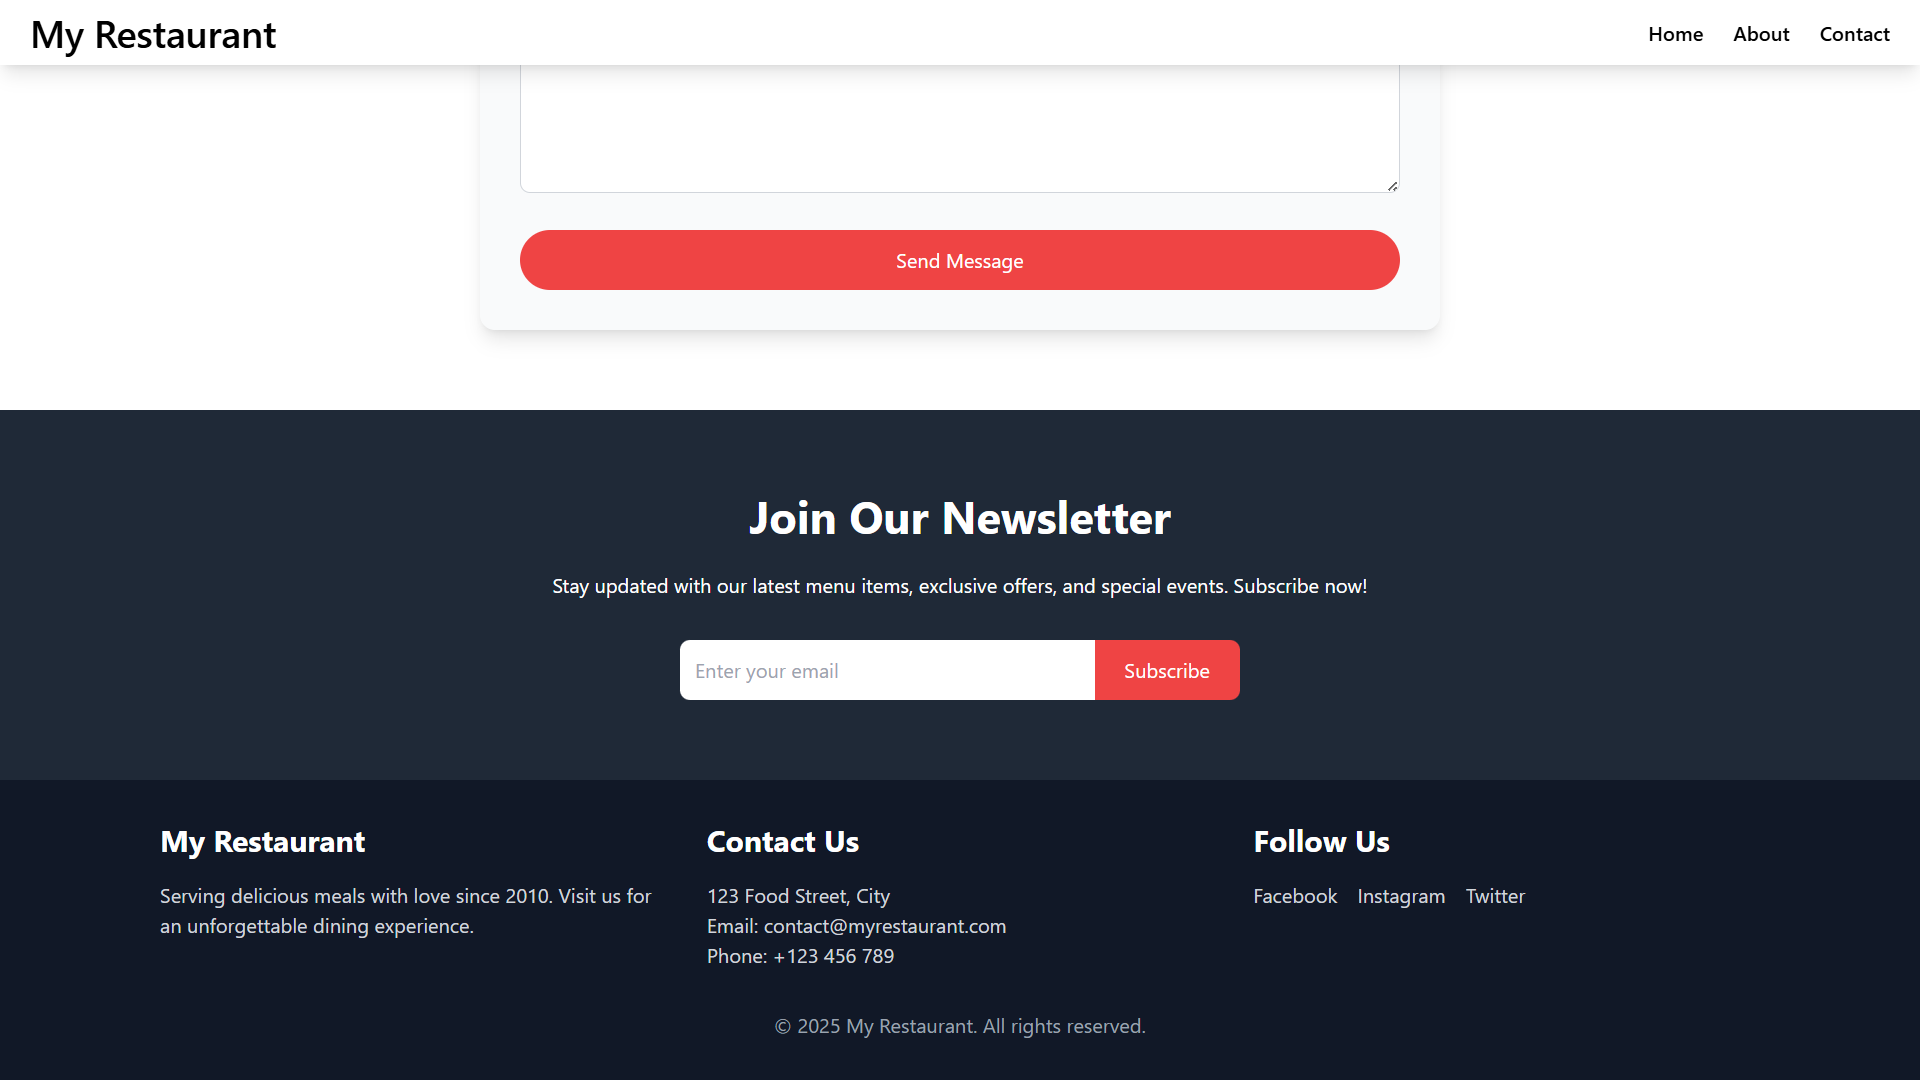 My Restaurant
Home About Contact
Send Message
Join Our Newsletter
Stay updated with our latest menu items, exclusive offers, and special events. Subscribe now!
Enter your email
Subscribe
My Restaurant
Serving delicious meals with love since 2010. Visit us for
an unforgettable dining experience.
Contact Us
123 Food Street, City
Email: contact@myrestaurant.com
Phone: +123 456 789
Follow Us
Facebook Instagram Twitter
© 2025 My Restaurant. All rights reserved.